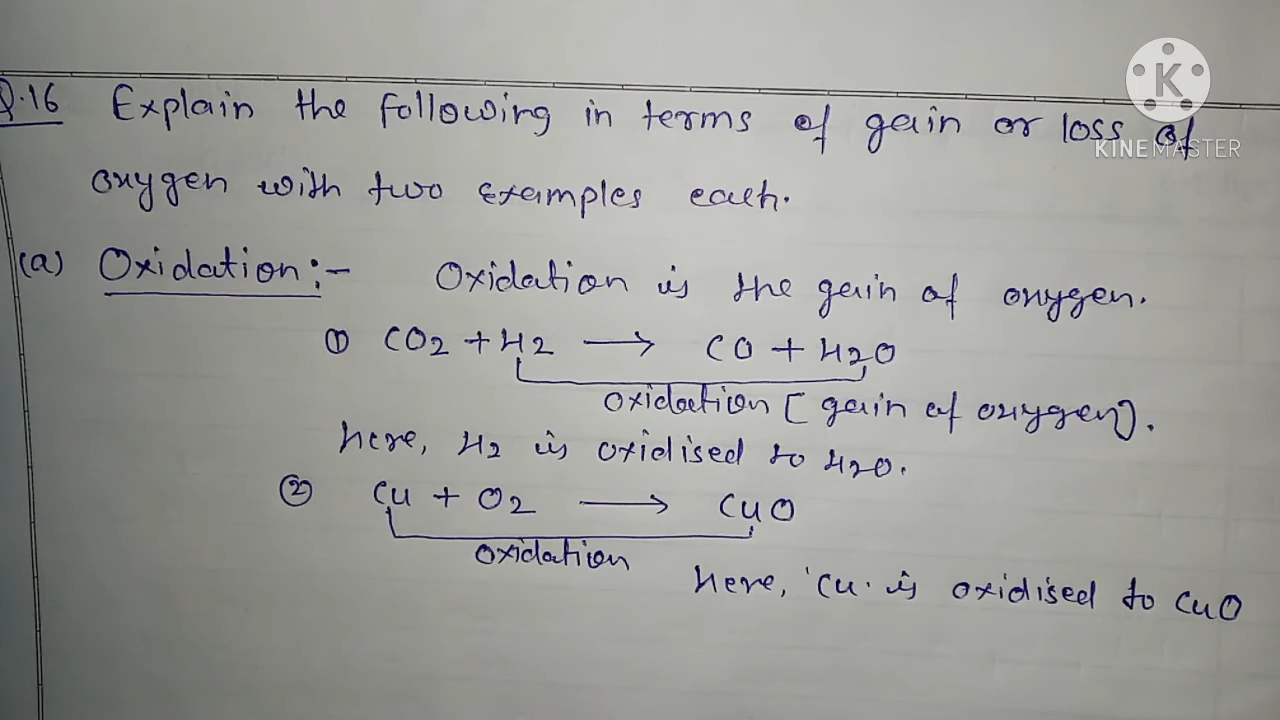 Q.16 Explain the following in terms of gain or loss of
oxygen with two examples each.
(a) Oxidation :- Oxidation is the gain of oxygen.
① CO2 + H2 → CO + H2O
oxidation [gain of oxygen].
here, H2 is oxidised to H2O.
② Cu + O2 → CuO
oxidation
here, Cu is oxidised to CuO
K
KINEMASTER